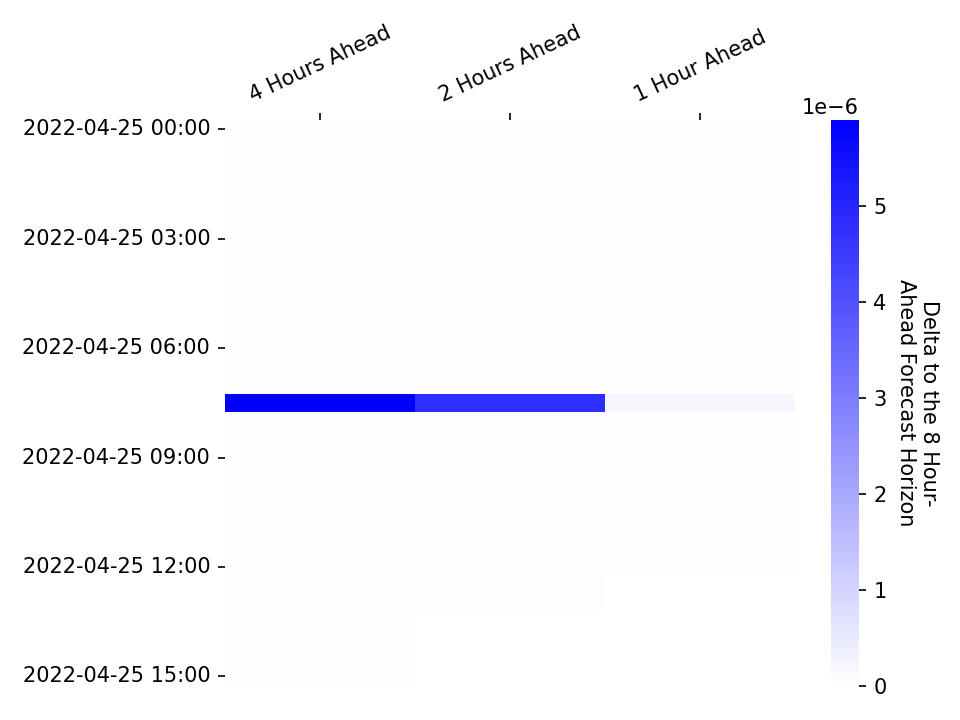 4 Hours Ahead
2 Hours Ahead
1 Hour Ahead
1e−6
2022-04-25 00:00
2022-04-25 03:00
2022-04-25 06:00
2022-04-25 09:00
2022-04-25 12:00
2022-04-25 15:00
5
4
3
2
1
0
Delta to the 8 Hour-
Ahead Forecast Horizon